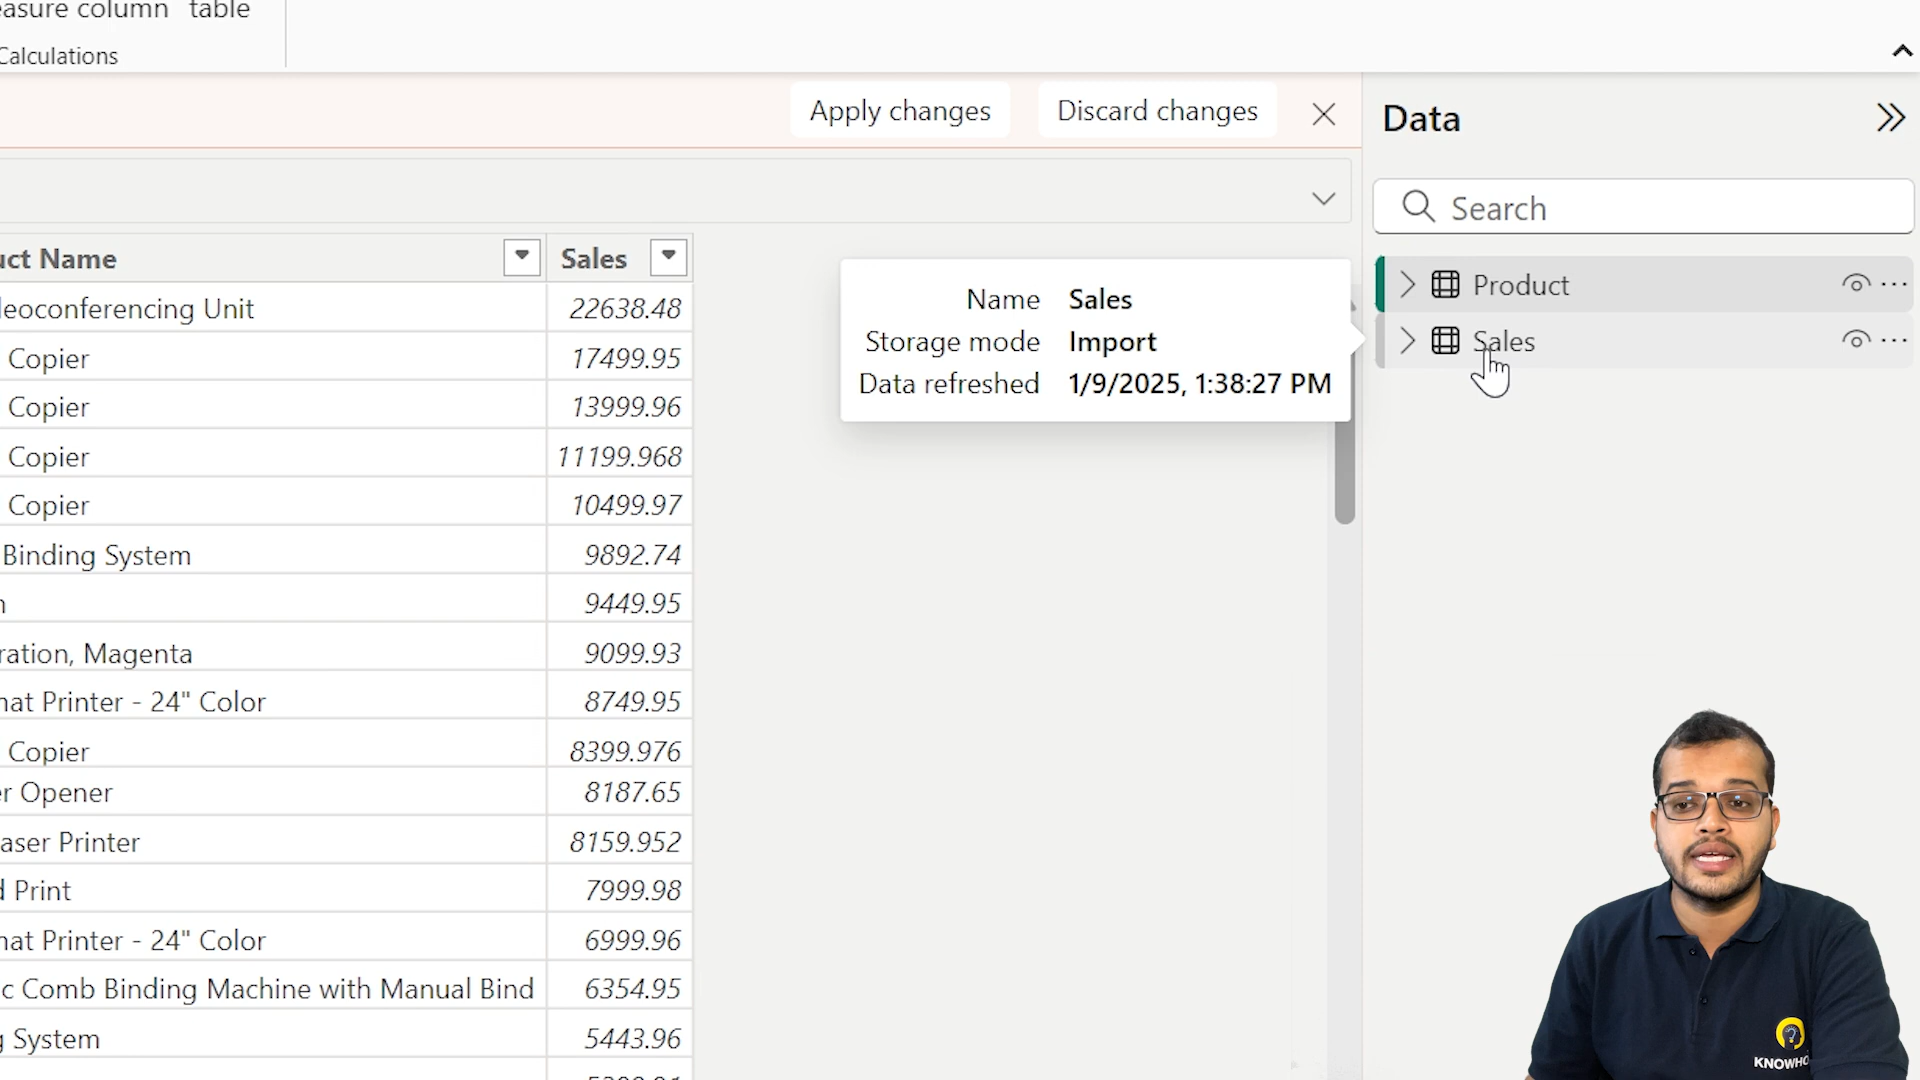 easure column table
Calculations
Apply changes Discard changes
Data
Search
uct Name Sales
leoconferencing Unit 22638.48
Copier 17499.95
Copier 13999.96
Copier 11199.968
Copier 10499.97
Binding System 9892.74
9449.95
ration, Magenta 9099.93
nat Printer - 24" Color 8749.95
Copier 8399.976
er Opener 8187.65
aser Printer 8159.952
d Print 7999.98
nat Printer - 24" Color 6999.96
c Comb Binding Machine with Manual Bind 6354.95
g System 5443.96
Name Sales
Storage mode Import
Data refreshed 1/9/2025, 1:38:27 PM
Product
Sales
KNOWHO